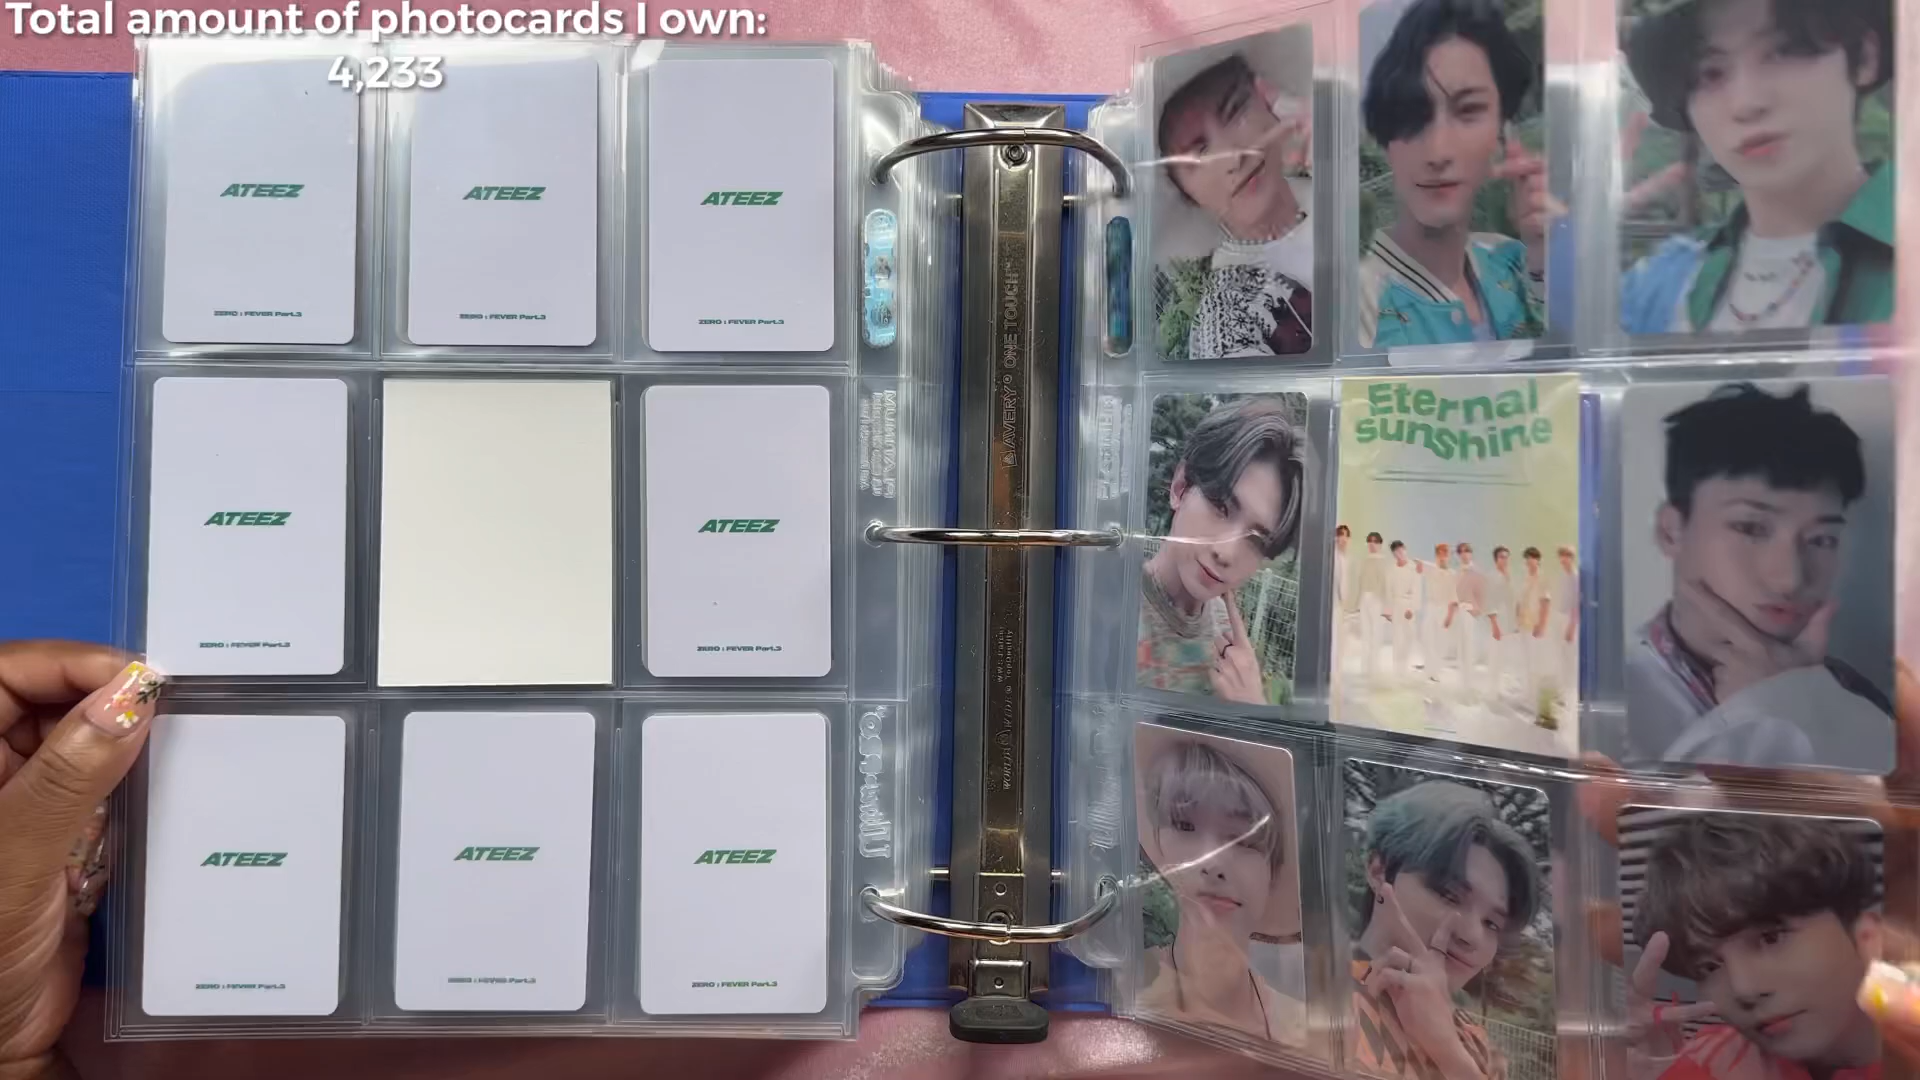 Total amount of photocards I own:
4,233
ATEEZ
ZERO : FEVER Part.3
ATEEZ
ZERO : FEVER Part.3
ATEEZ
ZERO : FEVER Part.3
ATEEZ
ZERO : FEVER Part.3
ATEEZ
ZERO : FEVER Part.3
ATEEZ
ZERO : FEVER Part.3
ATEEZ
ZERO : FEVER Part.3
ATEEZ
ZERO : FEVER Part.3
AVERY® ONE TOUCH
Eternal
sunshine